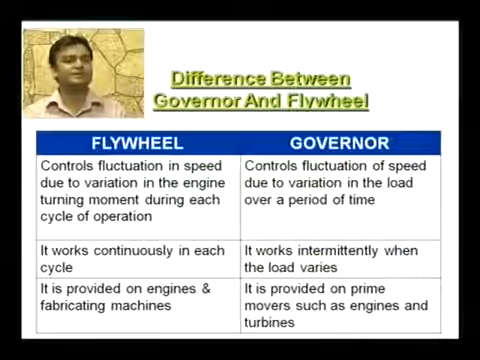 Difference Between
Governor And Flywheel
FLYWHEEL
GOVERNOR
Controls fluctuation in speed
due to variation in the engine
turning moment during each
cycle of operation
Controls fluctuation of speed
due to variation in the load
over a period of time
It works continuously in each
cycle
It works intermittently when
the load varies
It is provided on engines &
fabricating machines
It is provided on prime
movers such as engines and
turbines